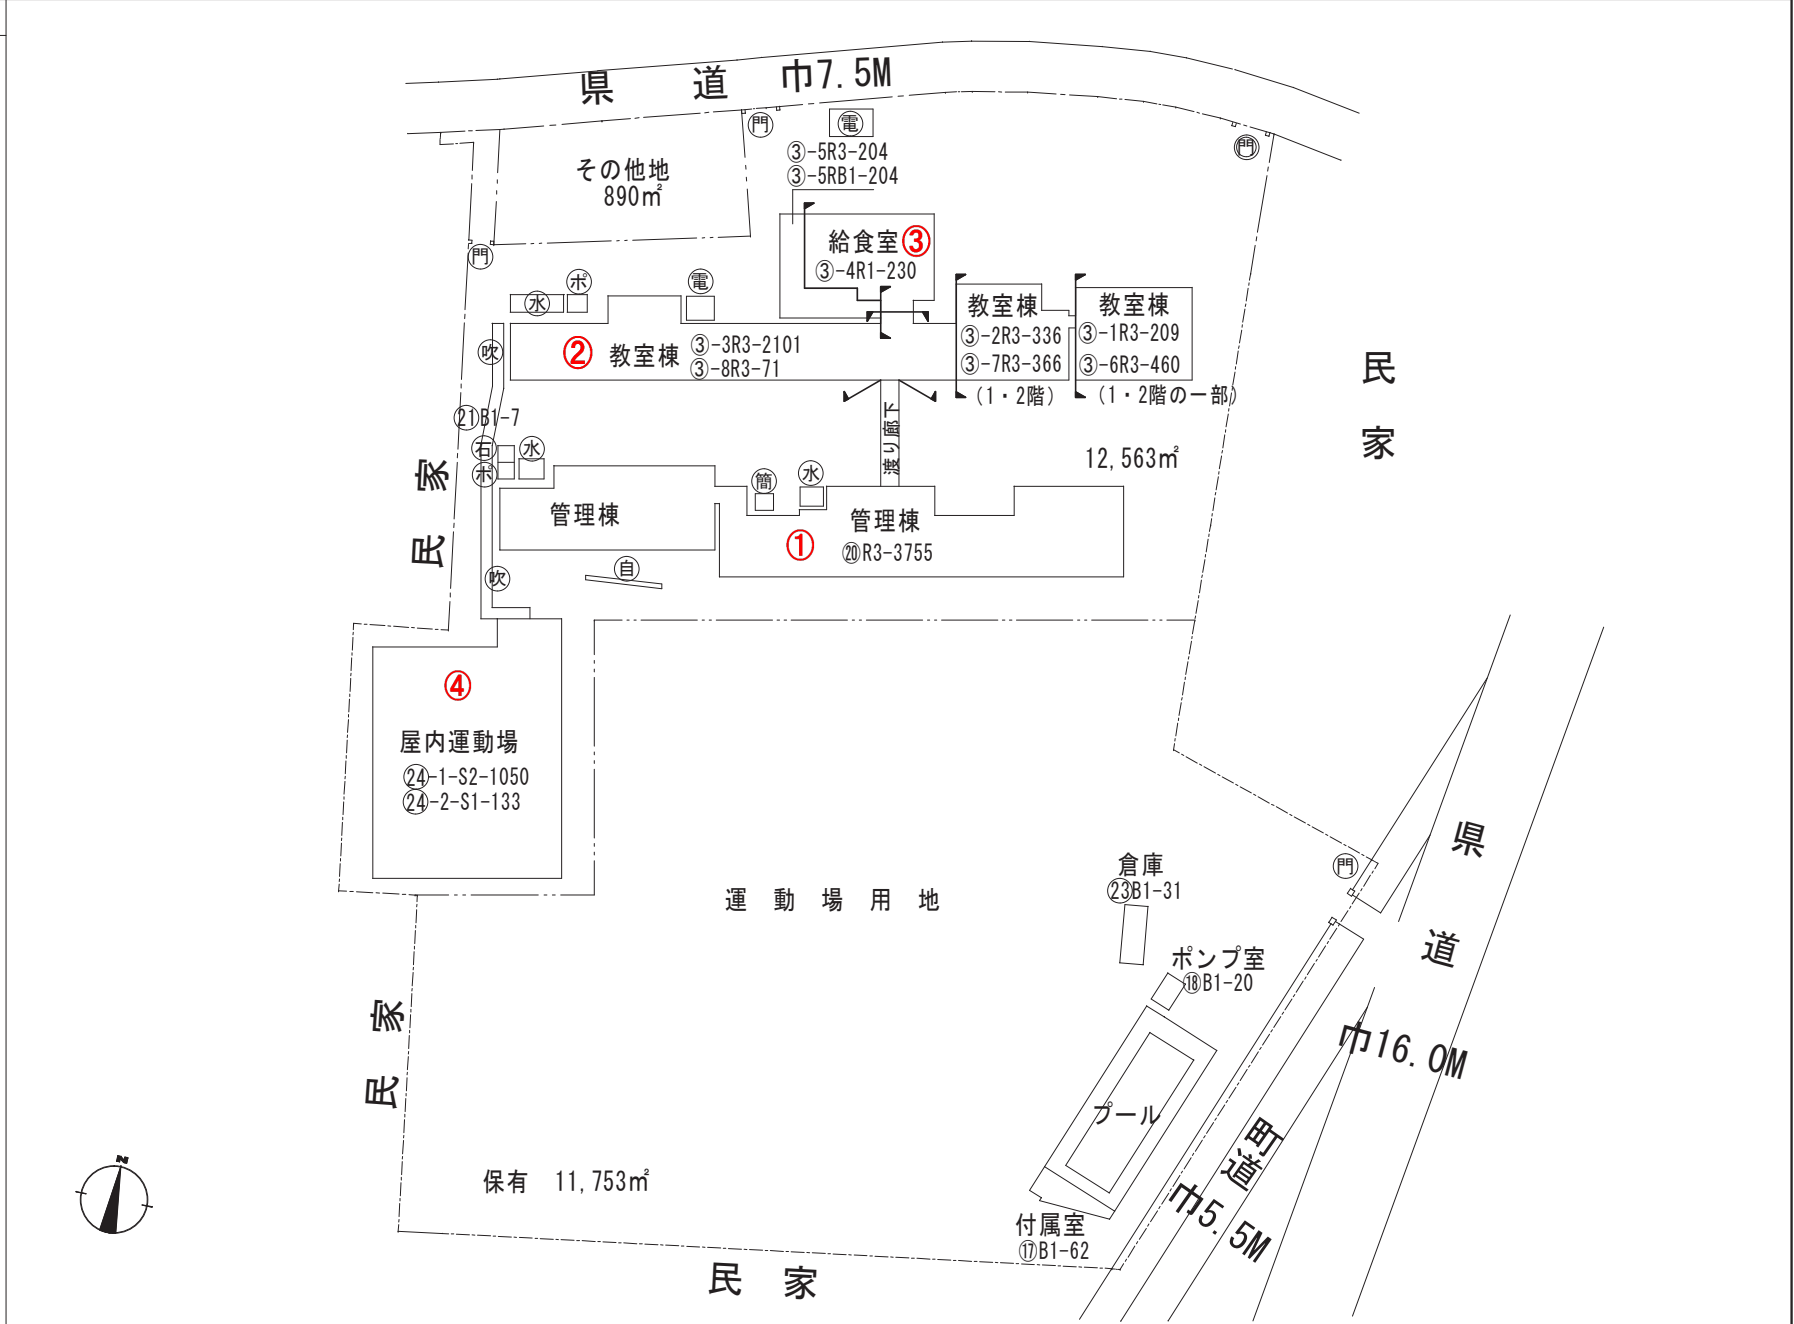 県 道 巾7.5M
門
電
門
③-5R3-204
③-5RB1-204
その他地
890㎡
門
給食室③
③-4R1-230
ポ
水
電
教室棟
③-2R3-336
③-7R3-366
(1・2階)
教室棟
③-1R3-209
③-6R3-460
(1・2階の一部)
吹
② 教室棟
③-3R3-2101
③-8R3-71
民家
㉑B1-7
渡り廊下
石
ポ
水
12,563㎡
民家
簡
水
管理棟
管理棟
① ⑳R3-3755
自
吹
④
屋内運動場
㉔-1-S2-1050
㉔-2-S1-133
県道
巾16.0M
門
倉庫
㉓B1-31
運動場用地
ポンプ室
⑱B1-20
民家
プール
町道
巾5.5M
保有 11,753㎡
付属室
⑰B1-62
民 家
N